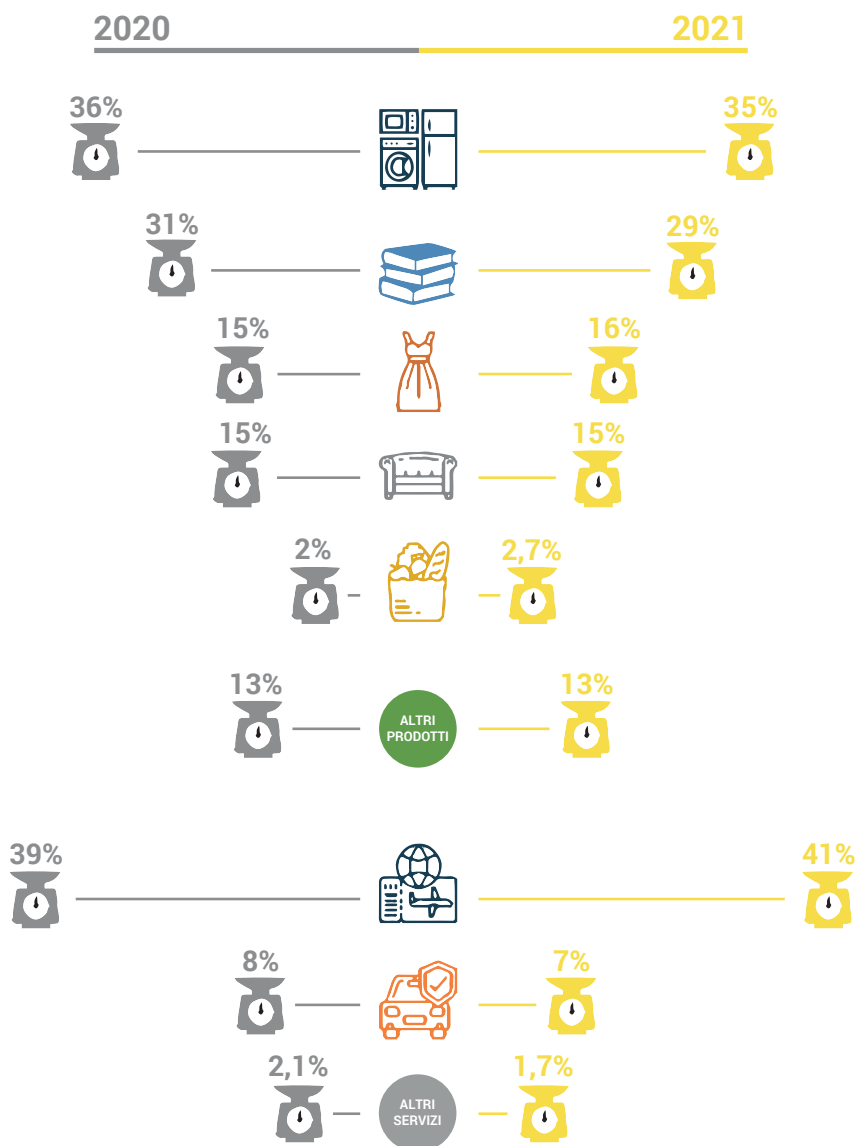 2020 2021
36% 35%
31% 29%
15% 16%
15% 15%
2% 2,7%
13% 13%
ALTRI
PRODOTTI
39% 41%
8% 7%
2,1% 1,7%
ALTRI
SERVIZI